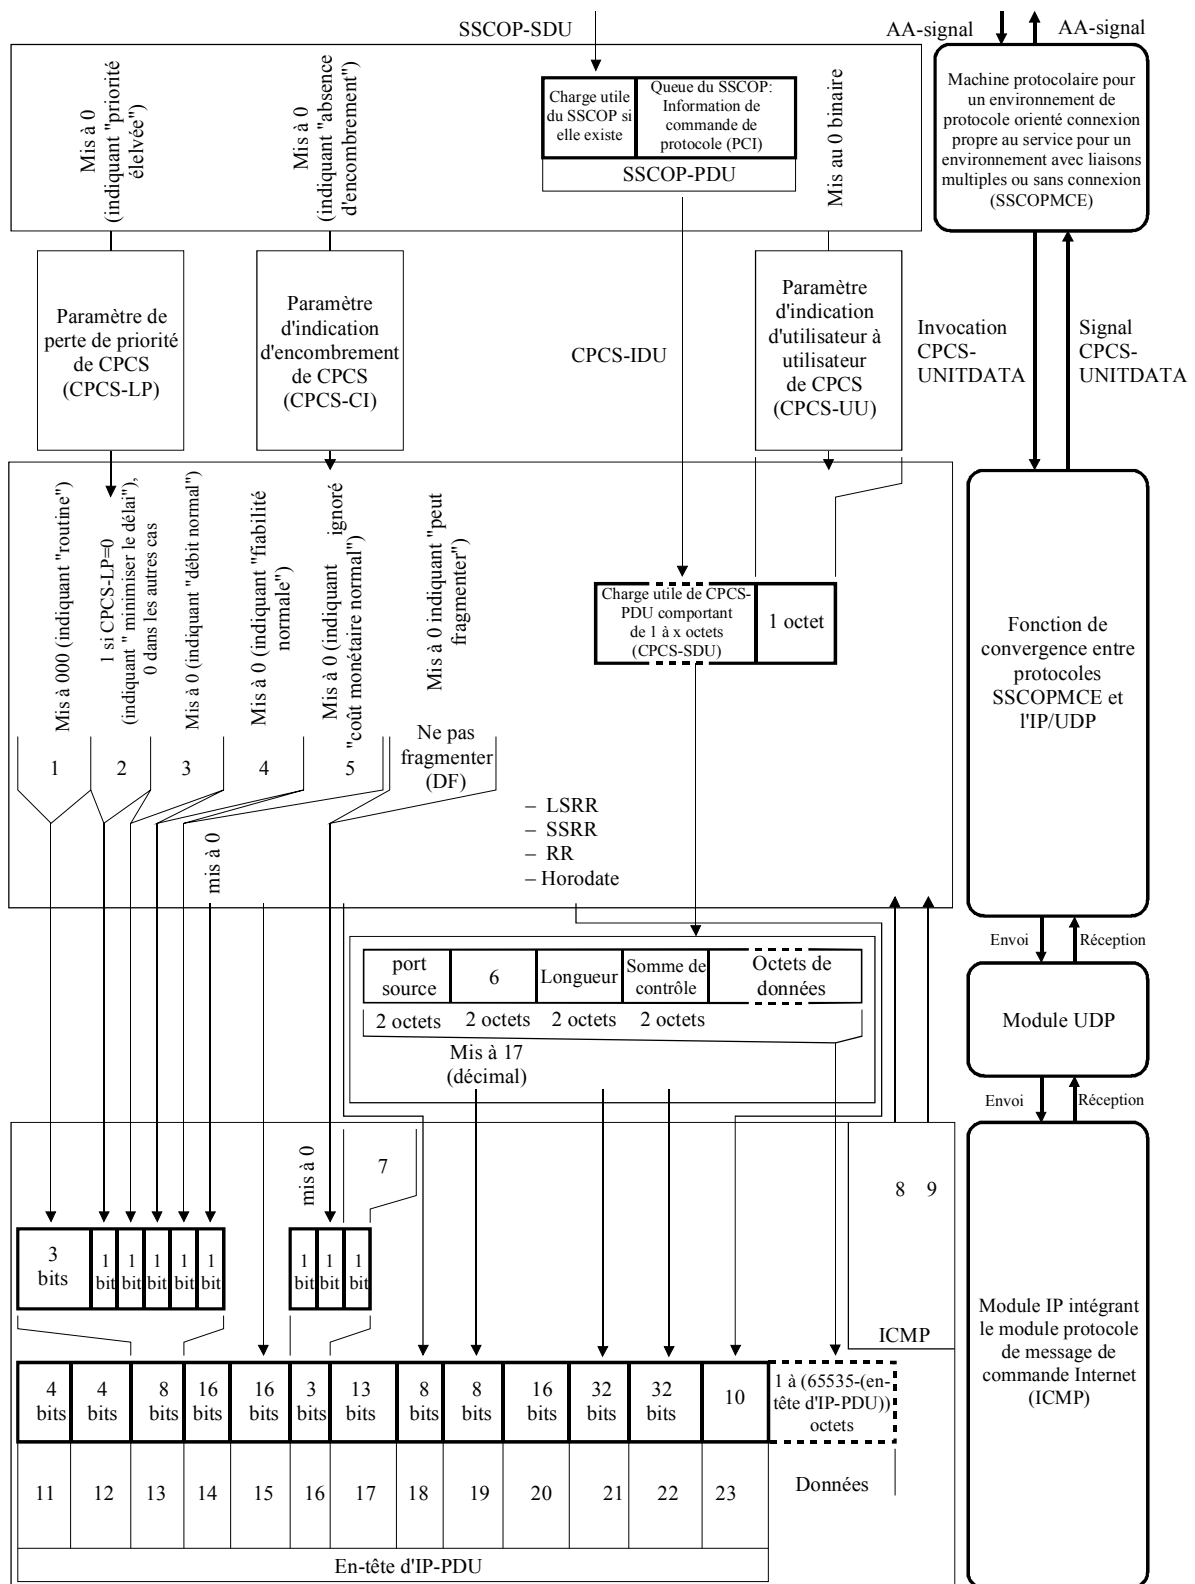 SSCOP-SDU
AA-signal
AA-signal
Mis à 0
(indiquant "priorité
élelvée")
Mis à 0
(indiquant "absence
d'encombrement")
Charge utile
du SSCOP si
elle existe
Queue du SSCOP:
Information de
commande de
protocole (PCI)
SSCOP-PDU
Mis au 0 binaire
Machine protocolaire pour
un environnement de
protocole orienté connexion
propre au service pour un
environnement avec liaisons
multiples ou sans connexion
(SSCOPMCE)
Paramètre de
perte de priorité
de CPCS
(CPCS-LP)
Paramètre
d'indication
d'encombrement
de CPCS
(CPCS-CI)
CPCS-IDU
Paramètre
d'indication
d'utilisateur à
utilisateur
de CPCS
(CPCS-UU)
Invocation
CPCS-
UNITDATA
Signal
CPCS-
UNITDATA
Mis à 000 (indiquant "routine")
1 si CPCS-LP=0
(indiquant " minimiser le délai"),
0 dans les autres cas
Mis à 0 (indiquant "débit normal")
Mis à 0 (indiquant "fiabilité
normale")
ignoré
Mis à 0 (indiquant
"coût monétaire normal")
Mis à 0 indiquant "peut
fragmenter")
Charge utile de CPCS-
PDU comportant
de 1 à x octets
(CPCS-SDU)
1 octet
Fonction de
convergence entre
protocoles
SSCOPMCE et
l'IP/UDP
1
2
3
4
5
Ne pas
fragmenter
(DF)
mis à 0
– LSRR
– SSRR
– RR
– Horodate
Envoi
Réception
port
source
6
Longueur
Somme de
contrôle
Octets de
données
2 octets
2 octets
2 octets
2 octets
Mis à 17
(décimal)
Module UDP
Envoi
Réception
mis à 0
7
8
9
3
bits
1
bit
1
bit
1
bit
1
bit
1
bit
1
bit
1
bit
1
bit
ICMP
Module IP intégrant
le module protocole
de message de
commande Internet
(ICMP)
4
bits
4
bits
8
bits
16
bits
16
bits
3
bits
13
bits
8
bits
8
bits
16
bits
32
bits
32
bits
10
1 à (65535-(en-
tête d'IP-PDU))
octets
11
12
13
14
15
16
17
18
19
20
21
22
23
Données
En-tête d'IP-PDU